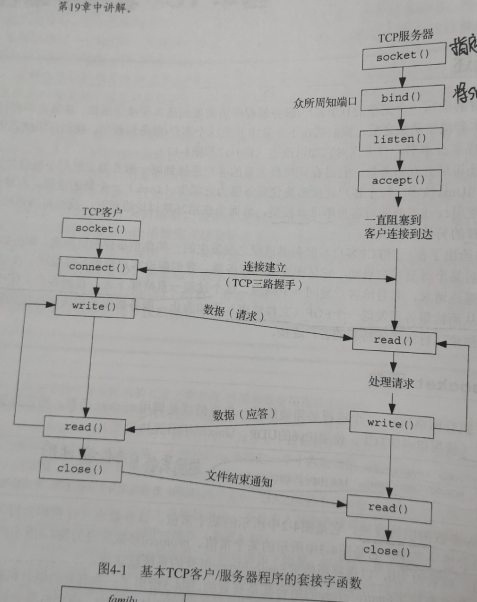 第19章中讲解。
TCP服务器
socket()
指定
众所周知端口
bind()
listen()
accept()
一直阻塞到
客户连接到达
TCP客户
socket()
connect()
连接建立
(TCP三路握手)
write()
数据(请求)
read()
处理请求
数据(应答)
write()
read()
close()
文件结束通知
read()
close()
图4-1 基本TCP客户/服务器程序的套接字函数
family